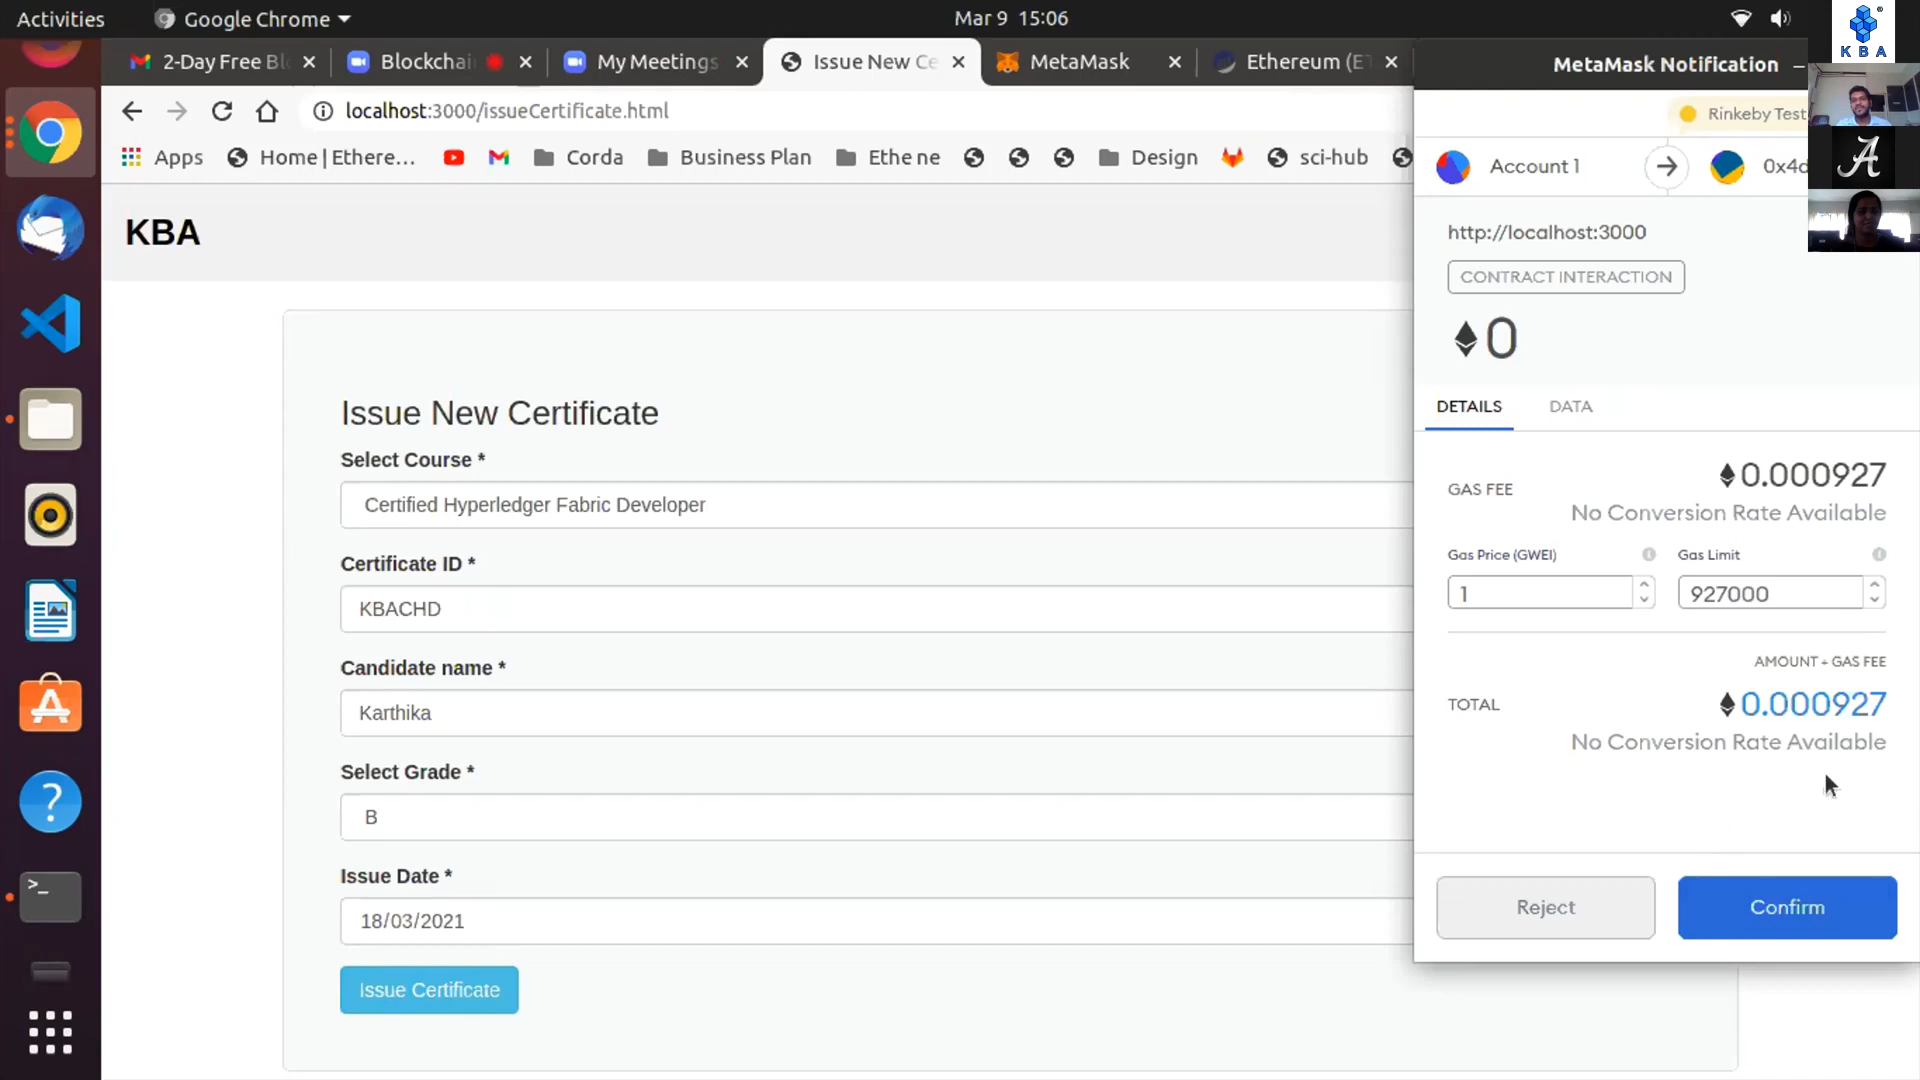 Activities
Google Chrome
Mar 9 15:06
KBA
2-Day Free Bl
Blockchai
My Meetings
Issue New Ce
MetaMask
Ethereum (E
MetaMask Notification
localhost:3000/issueCertificate.html
Rinkeby Test
Apps
Home | Ethere...
Corda
Business Plan
Ethe ne
Design
sci-hub
Account 1
0x4d
A
KBA
http://localhost:3000
CONTRACT INTERACTION
0
DETAILS
DATA
Issue New Certificate
Select Course *
Certified Hyperledger Fabric Developer
Certificate ID *
KBACHD
Candidate name *
Karthika
Select Grade *
B
Issue Date *
18/03/2021
Issue Certificate
GAS FEE
0.000927
No Conversion Rate Available
Gas Price (GWEI)
Gas Limit
1
927000
AMOUNT + GAS FEE
TOTAL
0.000927
No Conversion Rate Available
Reject
Confirm